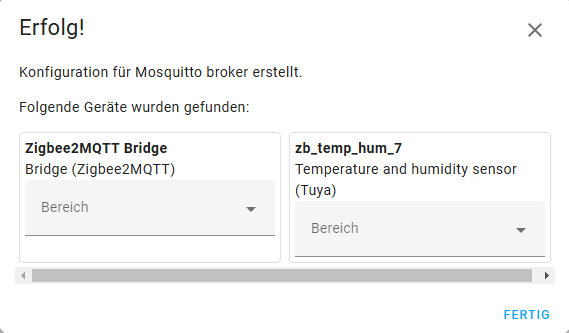 Erfolg!
Konfiguration für Mosquitto broker erstellt.
Folgende Geräte wurden gefunden:
Zigbee2MQTT Bridge
Bridge (Zigbee2MQTT)
Bereich
zb_temp_hum_7
Temperature and humidity sensor
(Tuya)
Bereich
FERTIG